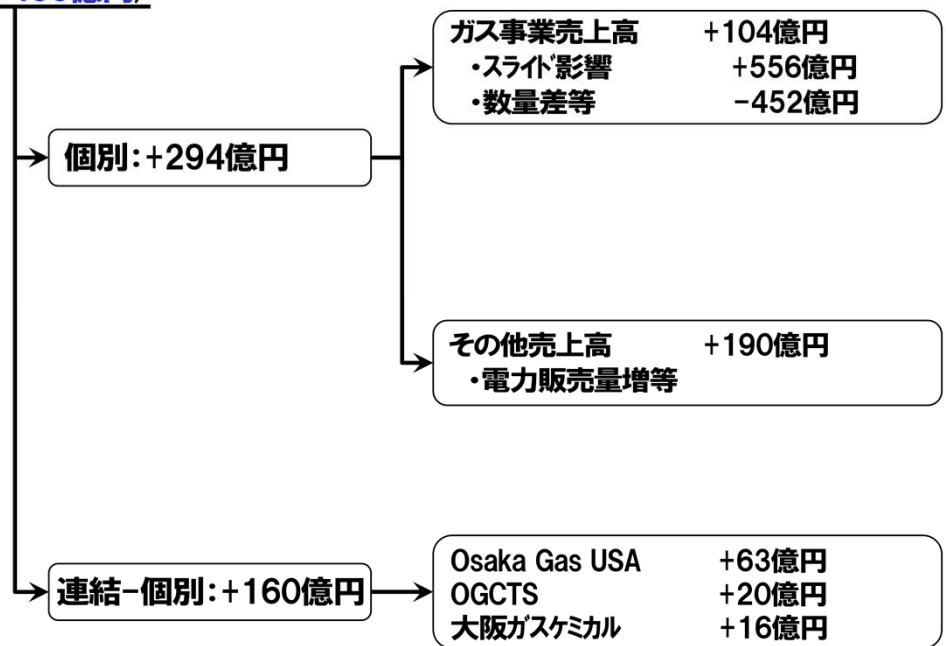 個別:+294億円
ガス事業売上高 +104億円
・スライド影響 +556億円
・数量差等 -452億円
その他売上高 +190億円
・電力販売量増等
連結-個別:+160億円
Osaka Gas USA +63億円
OGCTS +20億円
大阪ガスケミカル +16億円